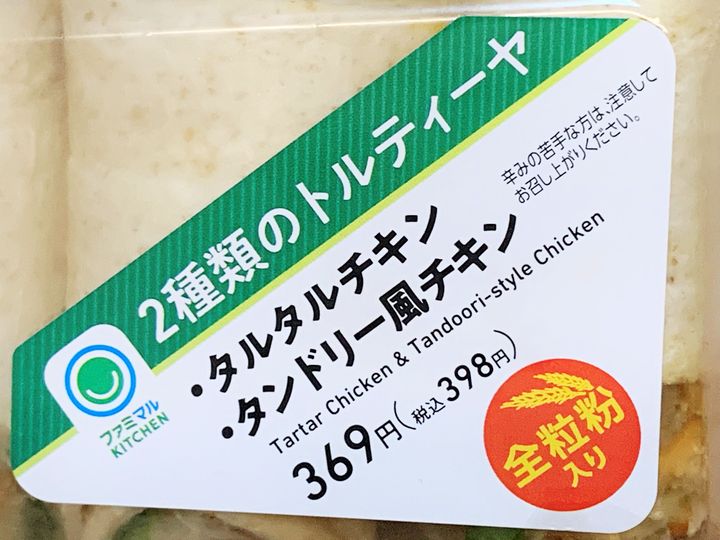 2種類のトルティーヤ
辛みの苦手な方は、注意して
お召し上がりください。
・タルタルチキン
・タンドリー風チキン
Tartar Chicken & Tandoori-style Chicken
369円(税込398円)
ファミマル
KITCHEN
全粒粉
入り